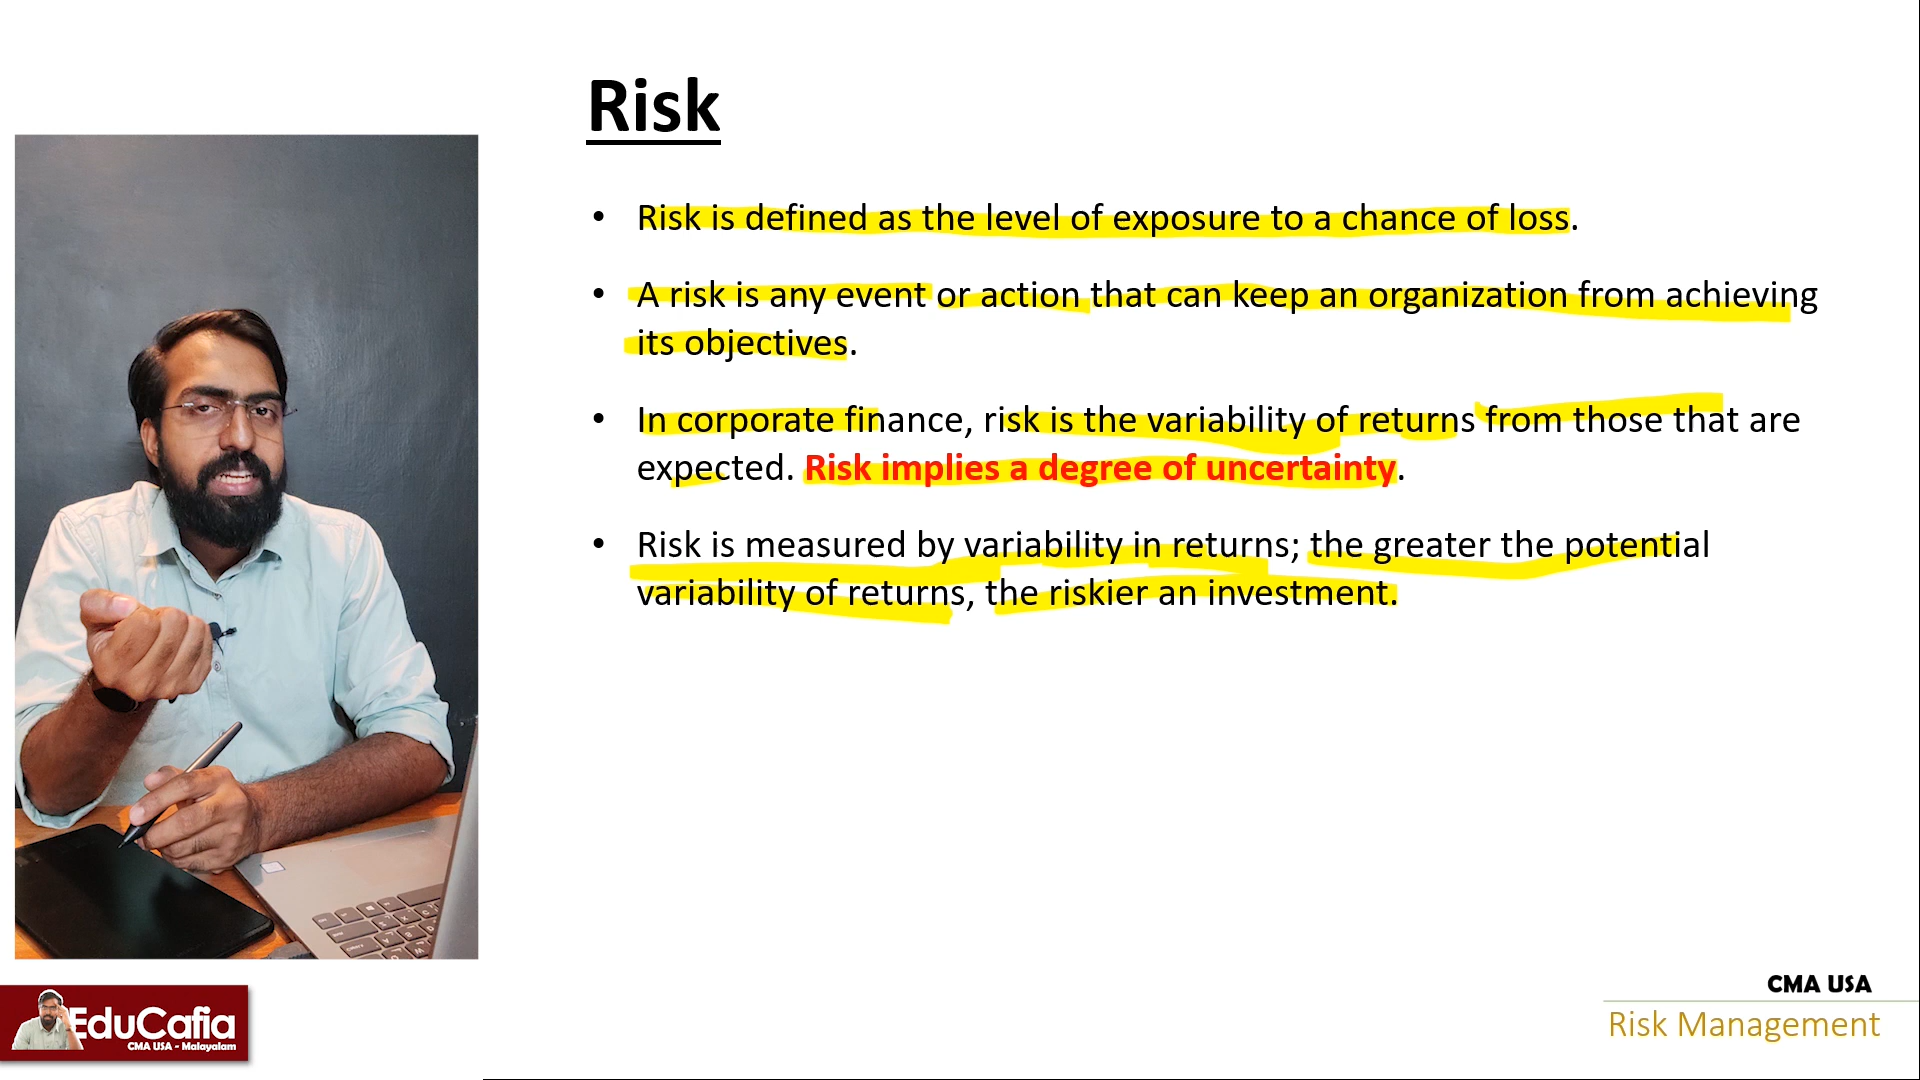 Risk
• Risk is defined as the level of exposure to a chance of loss.
• A risk is any event or action that can keep an organization from achieving
its objectives.
• In corporate finance, risk is the variability of returns from those that are
expected. Risk implies a degree of uncertainty.
• Risk is measured by variability in returns; the greater the potential
variability of returns, the riskier an investment.
EduCafia
CMA USA - Malayalam
CMA USA
Risk Management